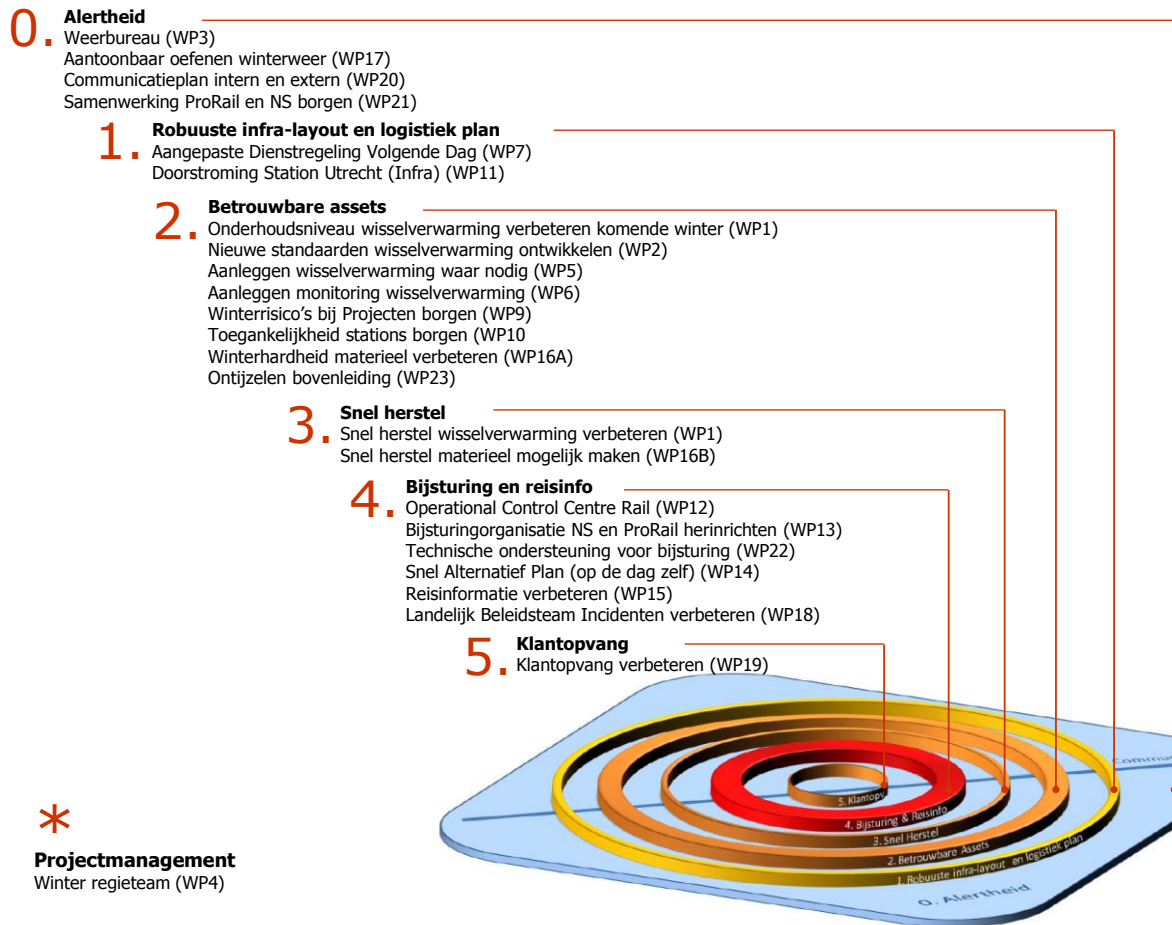 0. Alertheid
Weerbureau (WP3)
Aantoonbaar oefenen winterweer (WP17)
Communicatieplan intern en extern (WP20)
Samenwerking ProRail en NS borgen (WP21)
1. Robuuste infra-layout en logistiek plan
Aangepaste Dienstregeling Volgende Dag (WP7)
Doorstroming Station Utrecht (Infra) (WP11)
2. Betrouwbare assets
Onderhoudsniveau wisselverwarming verbeteren komende winter (WP1)
Nieuwe standaarden wisselverwarming ontwikkelen (WP2)
Aanleggen wisselverwarming waar nodig (WP5)
Aanleggen monitoring wisselverwarming (WP6)
Winterrisico's bij Projecten borgen (WP9)
Toegankelijkheid stations borgen (WP10
Winterhardheid materieel verbeteren (WP16A)
Ontijzelen bovenleiding (WP23)
3. Snel herstel
Snel herstel wisselverwarming verbeteren (WP1)
Snel herstel materieel mogelijk maken (WP16B)
4. Bijsturing en reisinfo
Operational Control Centre Rail (WP12)
Bijsturingorganisatie NS en ProRail herinrichten (WP13)
Technische ondersteuning voor bijsturing (WP22)
Snel Alternatief Plan (op de dag zelf) (WP14)
Reisinformatie verbeteren (WP15)
Landelijk Beleidsteam Incidenten verbeteren (WP18)
5. Klantopvang
Klantopvang verbeteren (WP19)
Commu
5. Klantopv
4. Bijsturing & Reisinfo
3. Snel Herstel
2. Betrouwbare Assets
1. Robuuste infra-layout en logistiek plan
0. Alertheid
*
Projectmanagement
Winter regieteam (WP4)